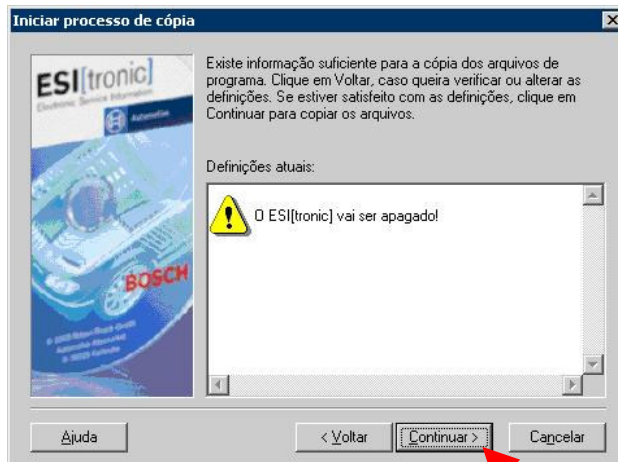 Iniciar processo de cópia
ESI[tronic]
Electronic Service Information
Automotive
BOSCH
Existe informação suficiente para a cópia dos arquivos de
programa. Clique em Voltar, caso queira verificar ou alterar as
definições. Se estiver satisfeito com as definições, clique em
Continuar para copiar os arquivos.
Definições atuais:
O ESI[tronic] vai ser apagado!
Ajuda
< Voltar
Continuar >
Cancelar